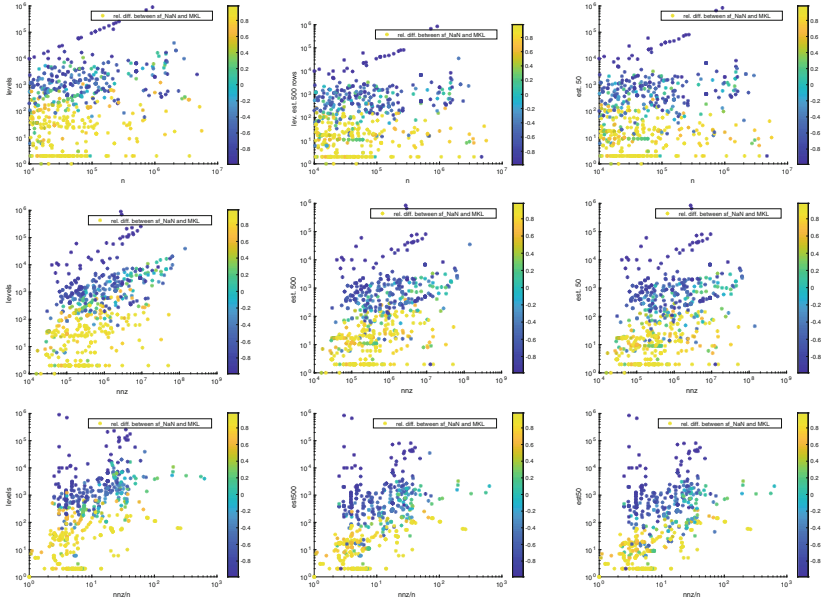 rel. diff. between sf_NaN and MKL
levels
n
rel. diff. between sf_NaN and MKL
lev. est. 500 rows
n
rel. diff. between sf_NaN and MKL
est. 50
n
rel. diff. between sf_NaN and MKL
levels
nnz
rel. diff. between sf_NaN and MKL
est. 500
nnz
rel. diff. between sf_NaN and MKL
est. 50
nnz
rel. diff. between sf_NaN and MKL
levels
nnz/n
rel. diff. between sf_NaN and MKL
est500
nnz/n
rel. diff. between sf_NaN and MKL
est50
nnz/n